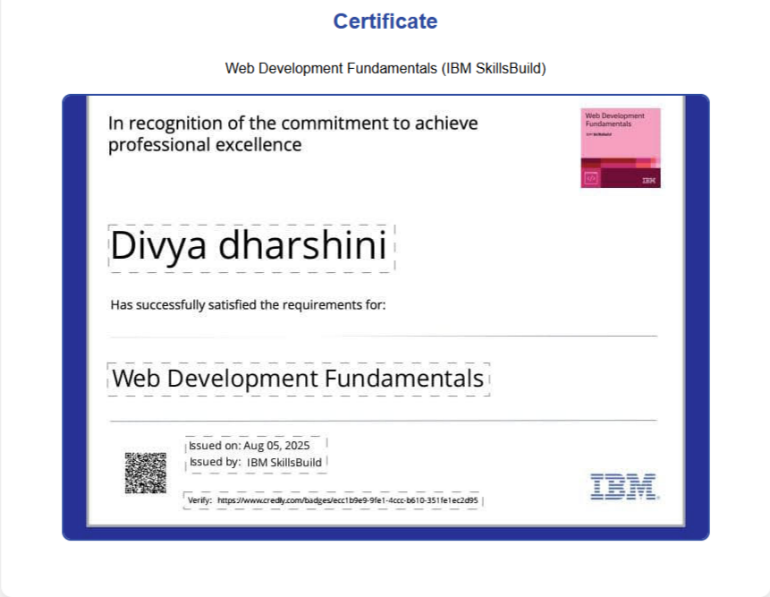 Certificate
Web Development Fundamentals (IBM SkillsBuild)
In recognition of the commitment to achieve
professional excellence
Web Development
Fundamentals
IBM SkillsBuild
IBM
Divya dharshini
Has successfully satisfied the requirements for:
Web Development Fundamentals
Issued on: Aug 05, 2025
Issued by: IBM SkillsBuild
Verify: https://www.credly.com/badges/ecc1b9e9-9fe1-4ccc-b610-351fe1ec2d95
IBM